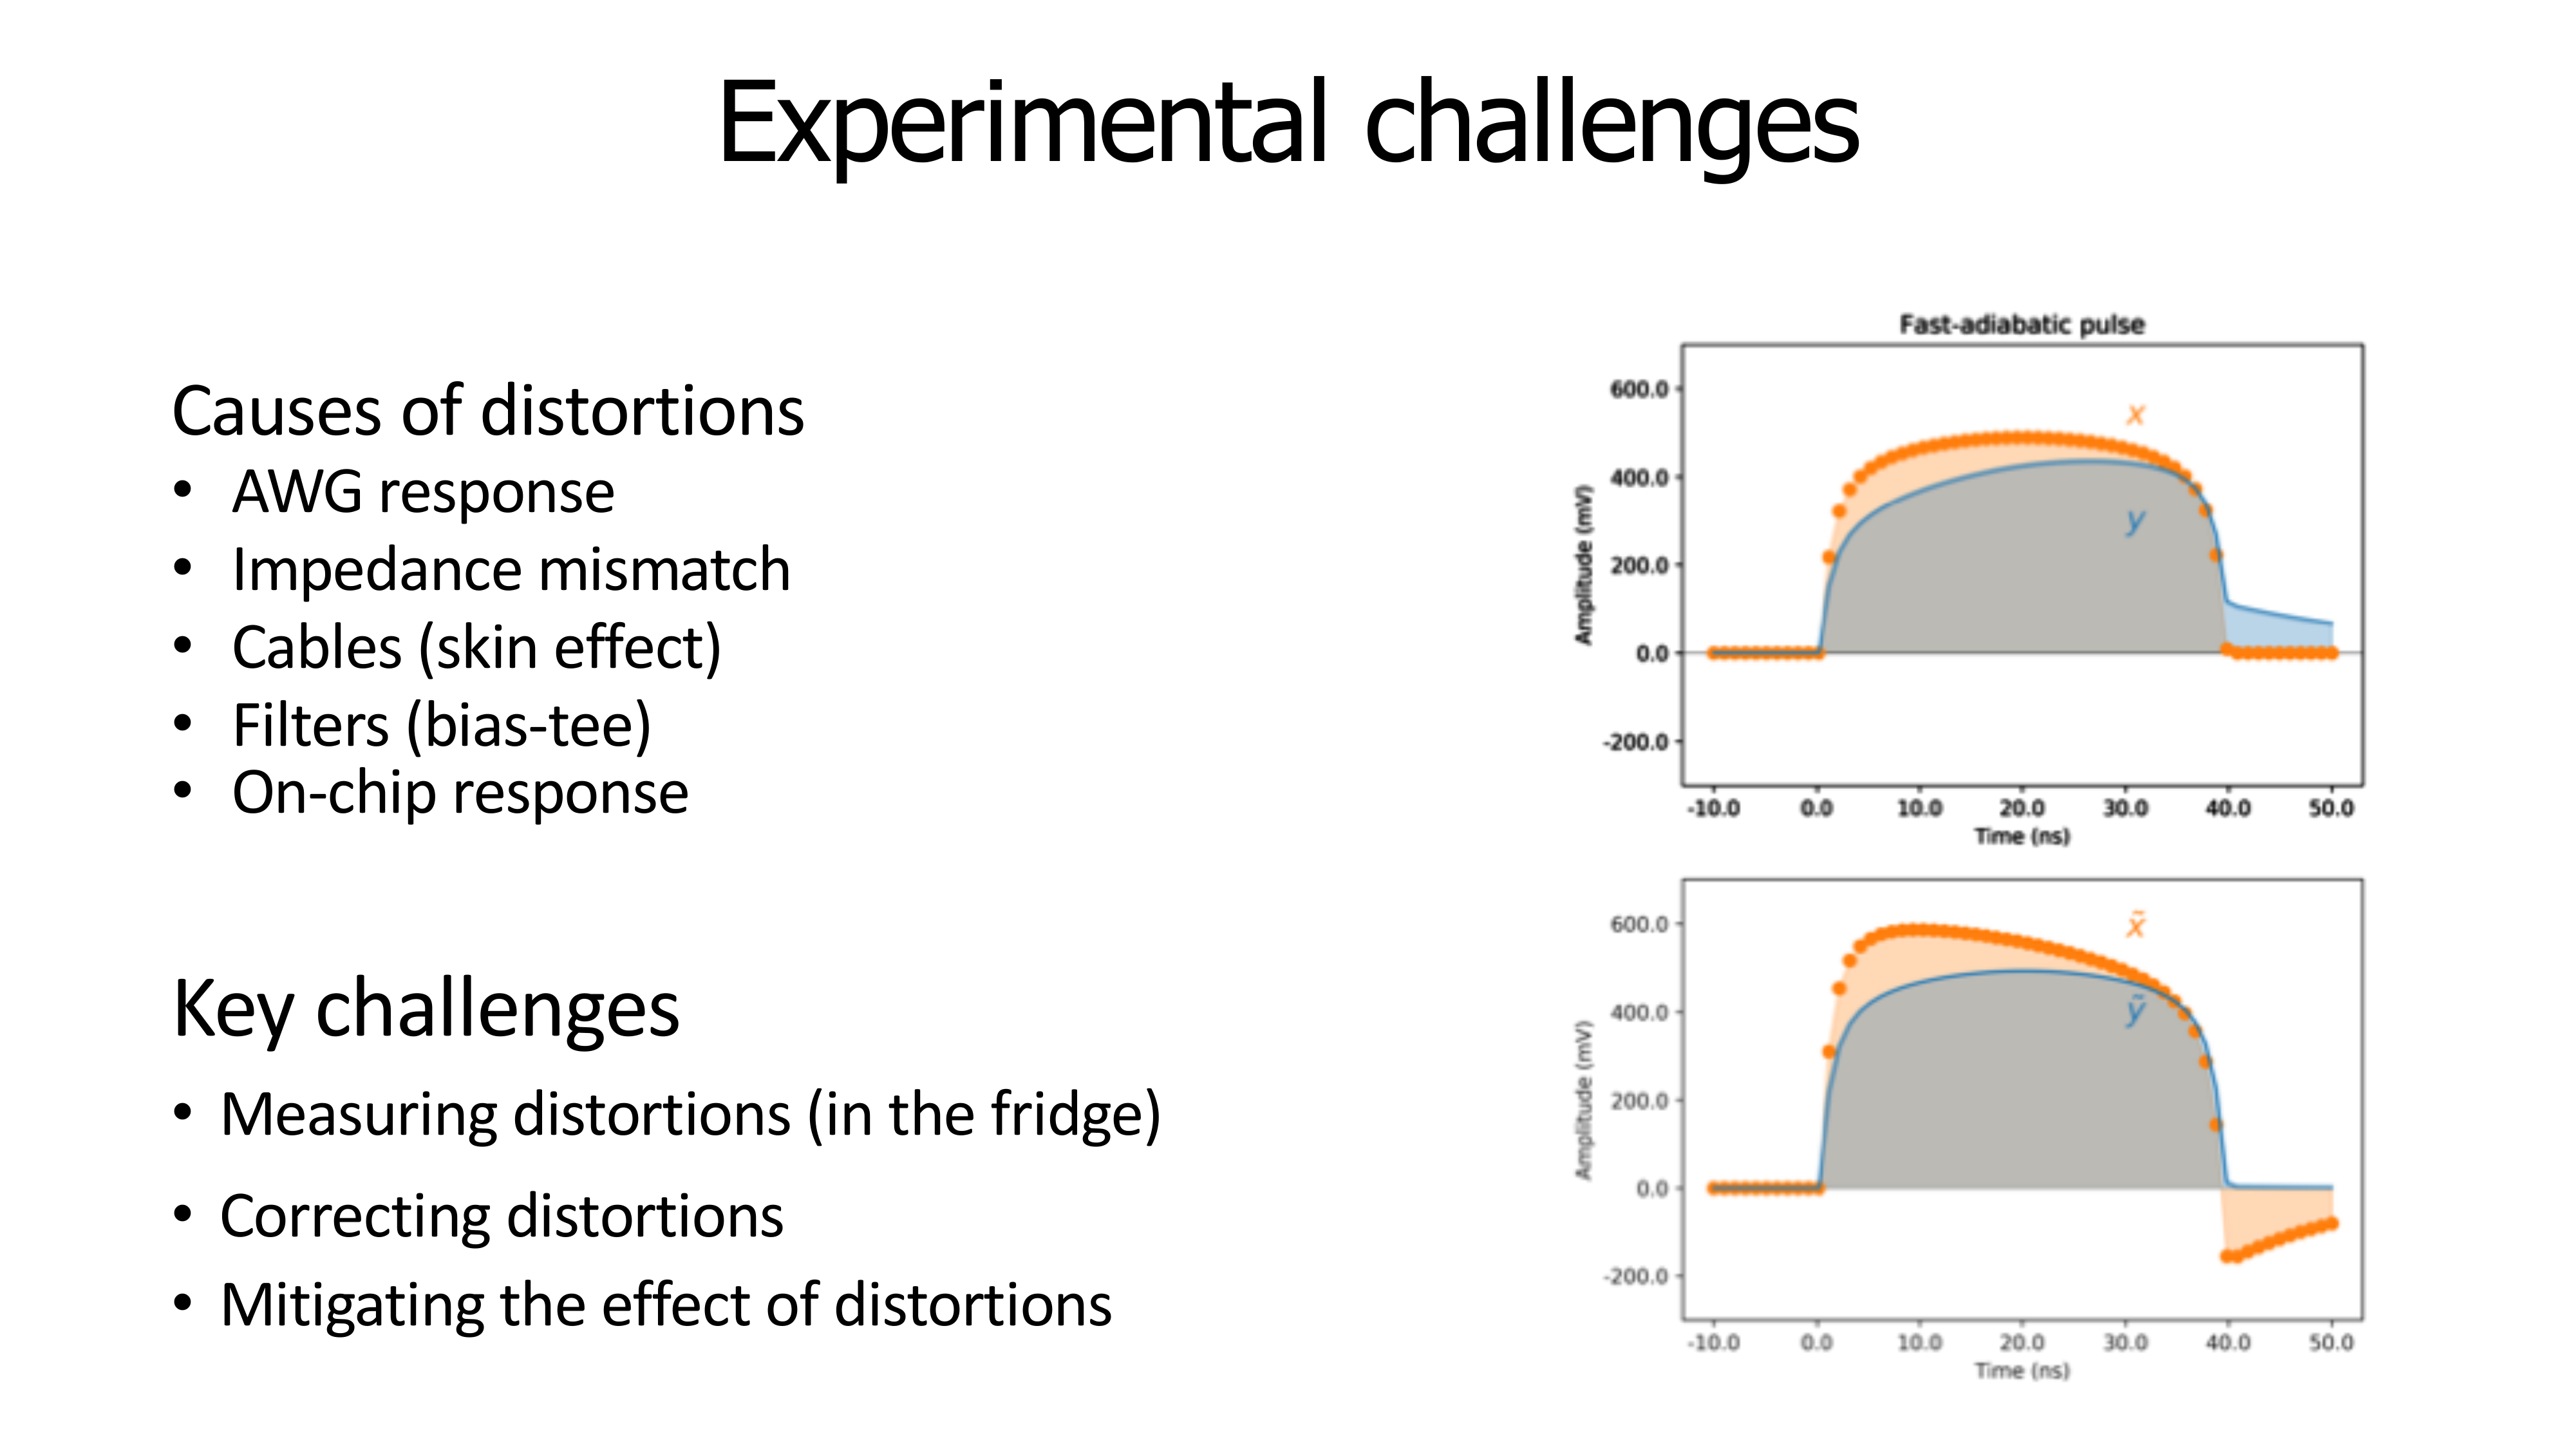 Experimental challenges
Causes of distortions
• AWG response
• Impedance mismatch
• Cables (skin effect)
• Filters (bias-tee)
• On-chip response
Key challenges
• Measuring distortions (in the fridge)
• Correcting distortions
• Mitigating the effect of distortions
Fast-adiabatic pulse
600.0
400.0
200.0
0.0
-200.0
Amplitude (mV)
x
y
-10.0 0.0 10.0 20.0 30.0 40.0 50.0
Time (ns)
600.0
400.0
200.0
0.0
-200.0
Amplitude (mV)
x̃
ỹ
-10.0 0.0 10.0 20.0 30.0 40.0 50.0
Time (ns)